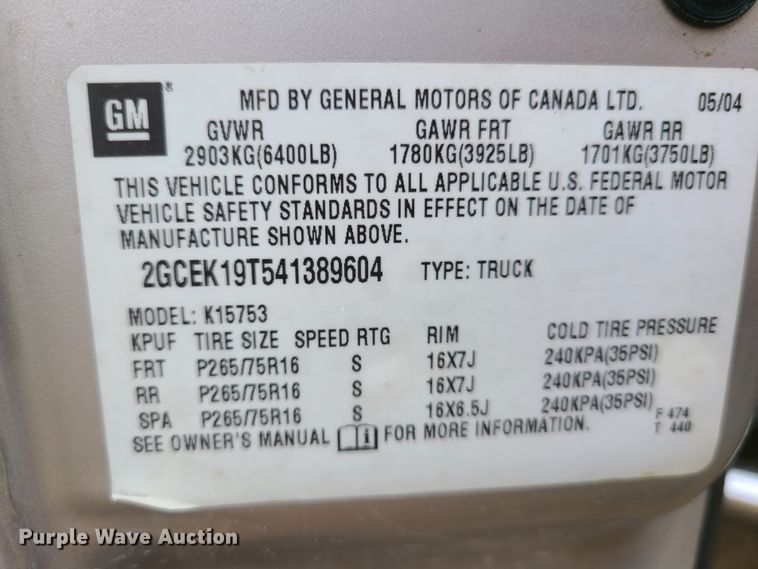 GM ® MFD BY GENERAL MOTORS OF CANADA LTD. 05/04
GVWR GAWR FRT GAWR RR
2903KG(6400LB) 1780KG(3925LB) 1701KG(3750LB)
THIS VEHICLE CONFORMS TO ALL APPLICABLE U.S. FEDERAL MOTOR
VEHICLE SAFETY STANDARDS IN EFFECT ON THE DATE OF
MANUFACTURE SHOWN ABOVE.
2GCEK19T541389604 TYPE: TRUCK
MODEL: K15753
KPUF TIRE SIZE SPEED RTG RIM COLD TIRE PRESSURE
FRT P265/75R16 S 16X7J 240KPA(35PSI)
RR P265/75R16 S 16X7J 240KPA(35PSI)
SPA P265/75R16 S 16X6.5J 240KPA(35PSI) F 474
SEE OWNER'S MANUAL i FOR MORE INFORMATION. T 440
Purple Wave Auction